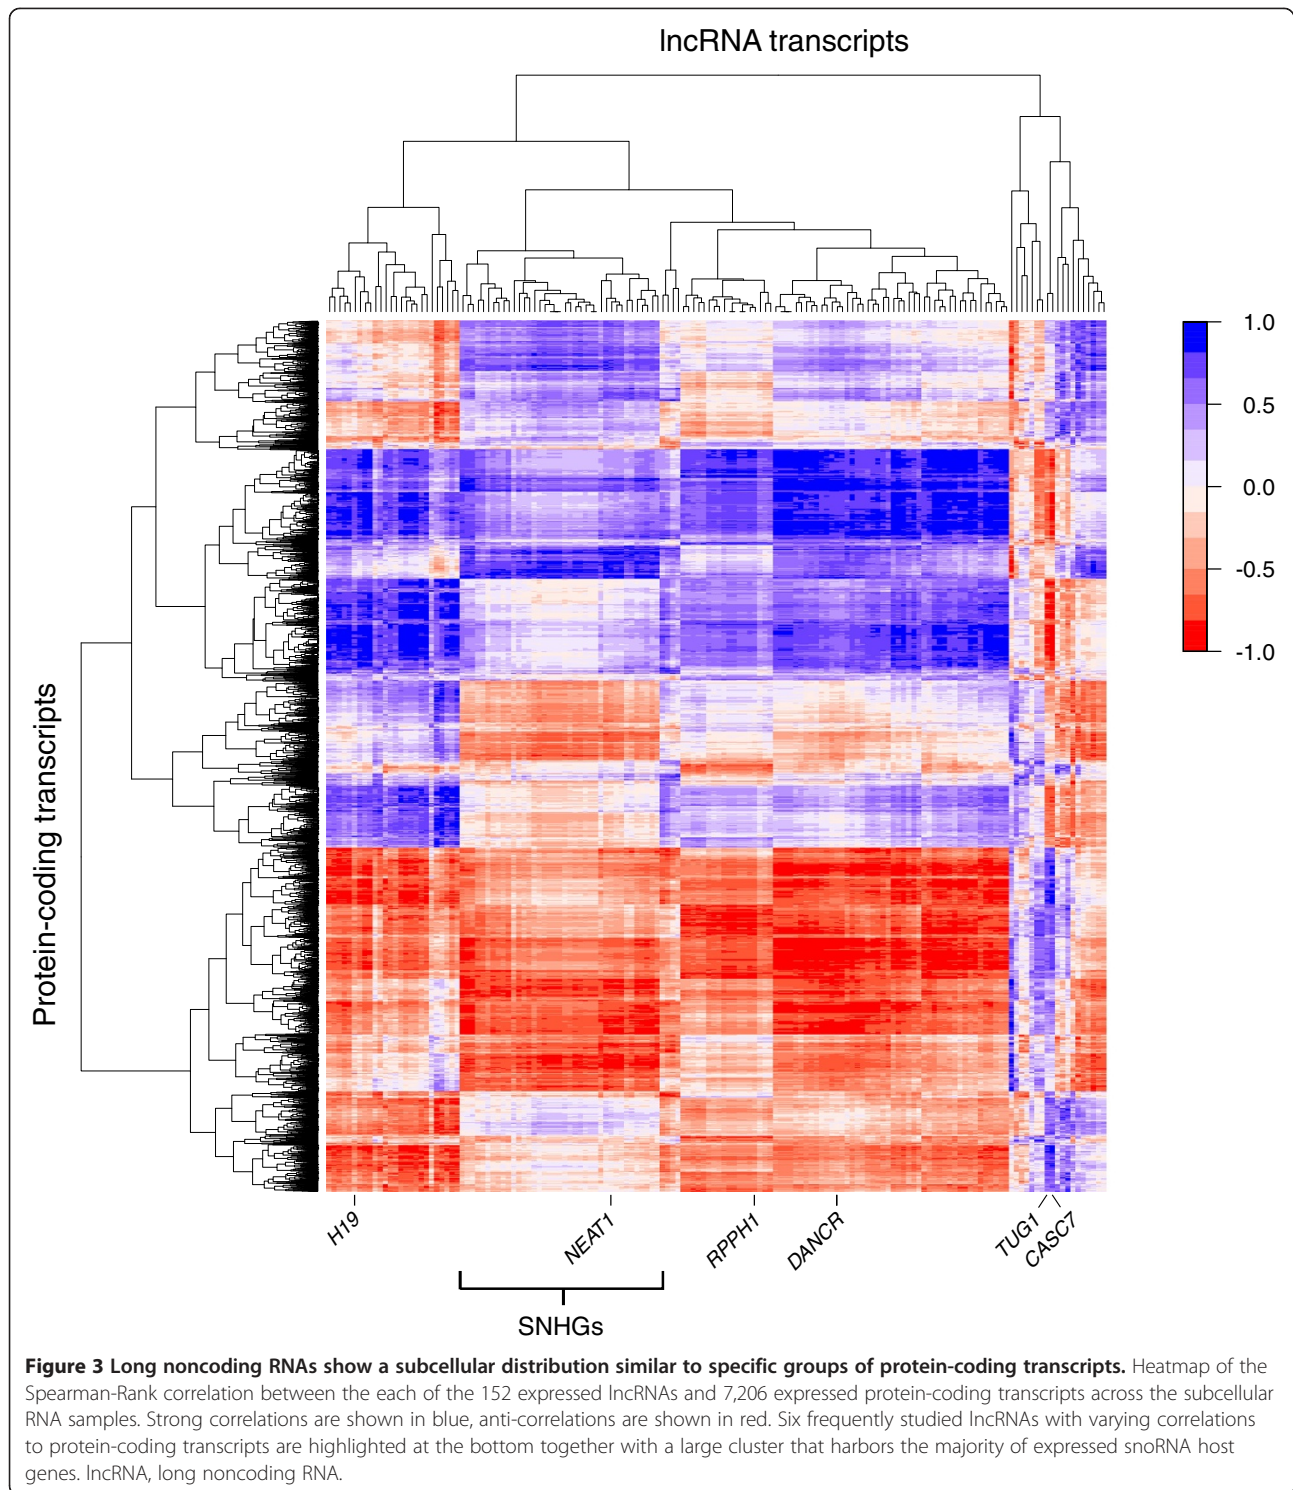 lncRNA transcripts
1.0
0.5
0.0
-0.5
-1.0
Protein-coding transcripts
H19
NEAT1
RPPH1
DANCR
TUG1
CASC7
SNHGs
Figure 3 Long noncoding RNAs show a subcellular distribution similar to specific groups of protein-coding transcripts. Heatmap of the
Spearman-Rank correlation between the each of the 152 expressed lncRNAs and 7,206 expressed protein-coding transcripts across the subcellular
RNA samples. Strong correlations are shown in blue, anti-correlations are shown in red. Six frequently studied lncRNAs with varying correlations
to protein-coding transcripts are highlighted at the bottom together with a large cluster that harbors the majority of expressed snoRNA host
genes. lncRNA, long noncoding RNA.